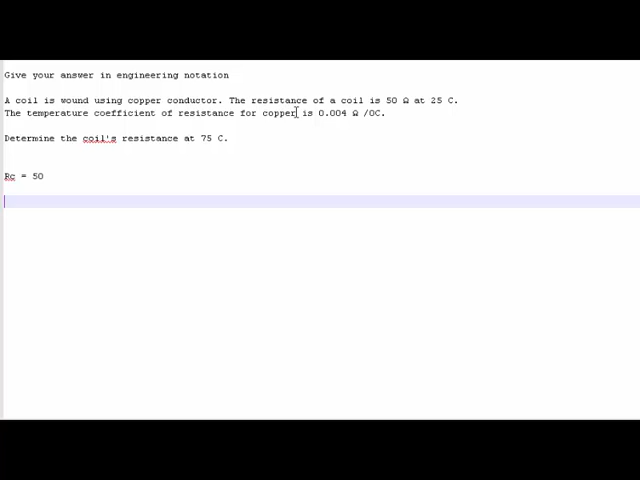 Give your answer in engineering notation
A coil is wound using copper conductor. The resistance of a coil is 50 Ω at 25 C.
The temperature coefficient of resistance for copper is 0.004 Ω /0C.
Determine the coil's resistance at 75 C.
Rc = 50